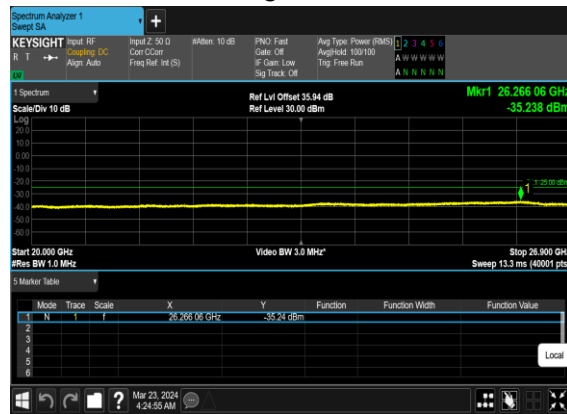 Spectrum Analyzer 1
Swept SA
+
KEYSIGHT Input: RF Input Z: 50 Ω #Atten: 10 dB PNO: Fast Avg Type: Power (RMS) 1 2 3 4 5 6
R T Coupling: DC Corr CCorr Gate: Off Avg|Hold: 100/100 A W W W W W
Align: Auto Freq Ref: Int (S) IF Gain: Low Trig: Free Run
Sig Track: Off A N N N N N
LXI
1 Spectrum Ref Lvl Offset 35.94 dB Mkr1 26.266 06 GHz
Scale/Div 10 dB Ref Level 30.00 dBm -35.238 dBm
Log
20.0
10.0
0.00
-10.0
-20.0
-30.0
-40.0
-50.0
-60.0
1
-25.00 dBm
Start 20.000 GHz Video BW 3.0 MHz* Stop 26.900 GHz
#Res BW 1.0 MHz Sweep 13.3 ms (40001 pts
5 Marker Table
Mode Trace Scale X Y Function Function Width Function Value
1 N 1 f 26.266 06 GHz -35.24 dBm
2
3
4
5
6
Local
? Mar 23, 2024
4:24:55 AM